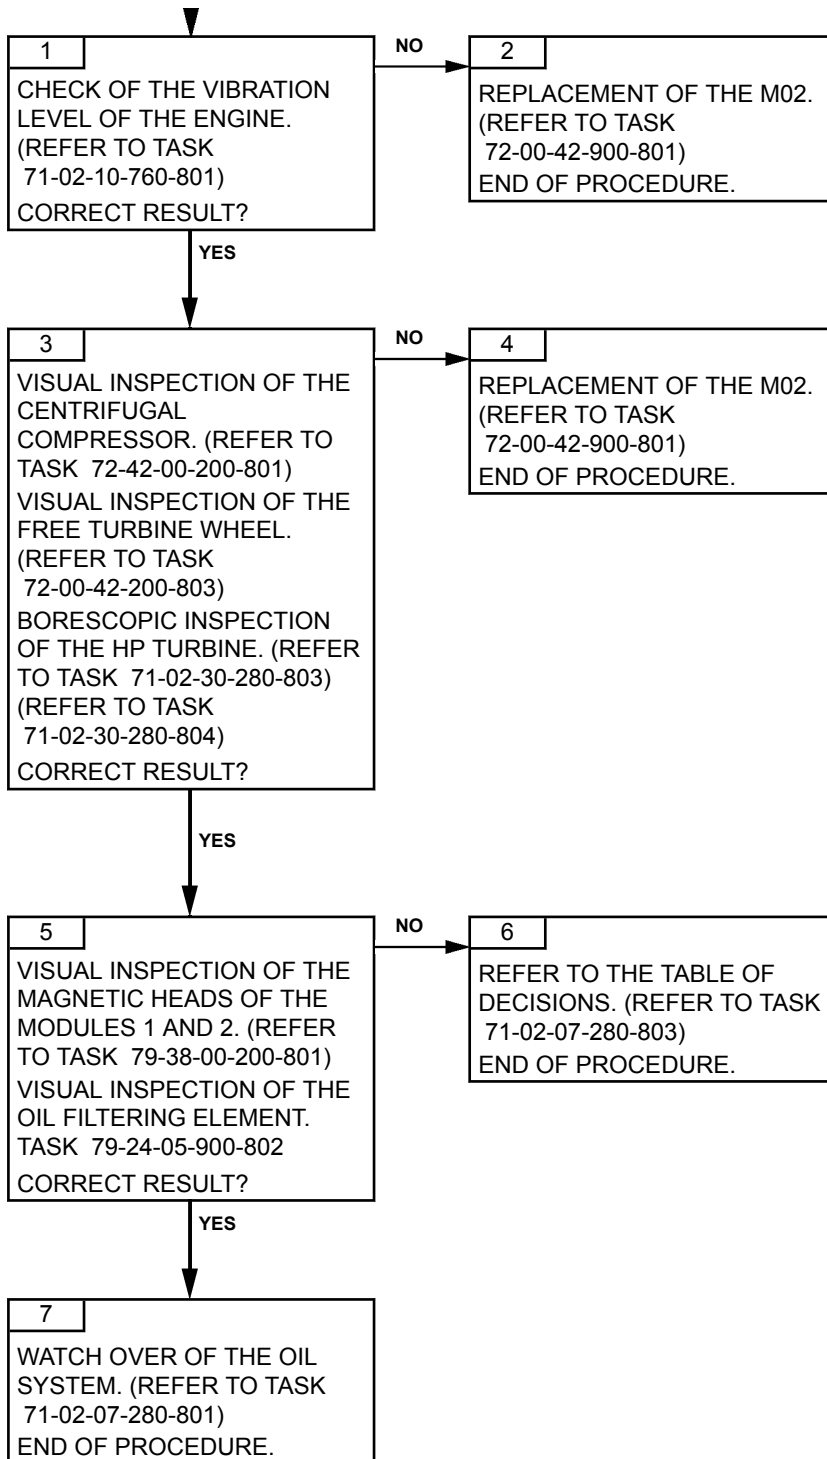 1
CHECK OF THE VIBRATION
LEVEL OF THE ENGINE.
(REFER TO TASK
71-02-10-760-801)
CORRECT RESULT?
NO
2
REPLACEMENT OF THE M02.
(REFER TO TASK
72-00-42-900-801)
END OF PROCEDURE.
YES
3
VISUAL INSPECTION OF THE
CENTRIFUGAL
COMPRESSOR. (REFER TO
TASK 72-42-00-200-801)
VISUAL INSPECTION OF THE
FREE TURBINE WHEEL.
(REFER TO TASK
72-00-42-200-803)
BORESCOPIC INSPECTION
OF THE HP TURBINE. (REFER
TO TASK 71-02-30-280-803)
(REFER TO TASK
71-02-30-280-804)
CORRECT RESULT?
NO
4
REPLACEMENT OF THE M02.
(REFER TO TASK
72-00-42-900-801)
END OF PROCEDURE.
YES
5
VISUAL INSPECTION OF THE
MAGNETIC HEADS OF THE
MODULES 1 AND 2. (REFER
TO TASK 79-38-00-200-801)
VISUAL INSPECTION OF THE
OIL FILTERING ELEMENT.
TASK 79-24-05-900-802
CORRECT RESULT?
NO
6
REFER TO THE TABLE OF
DECISIONS. (REFER TO TASK
71-02-07-280-803)
END OF PROCEDURE.
YES
7
WATCH OVER OF THE OIL
SYSTEM. (REFER TO TASK
71-02-07-280-801)
END OF PROCEDURE.